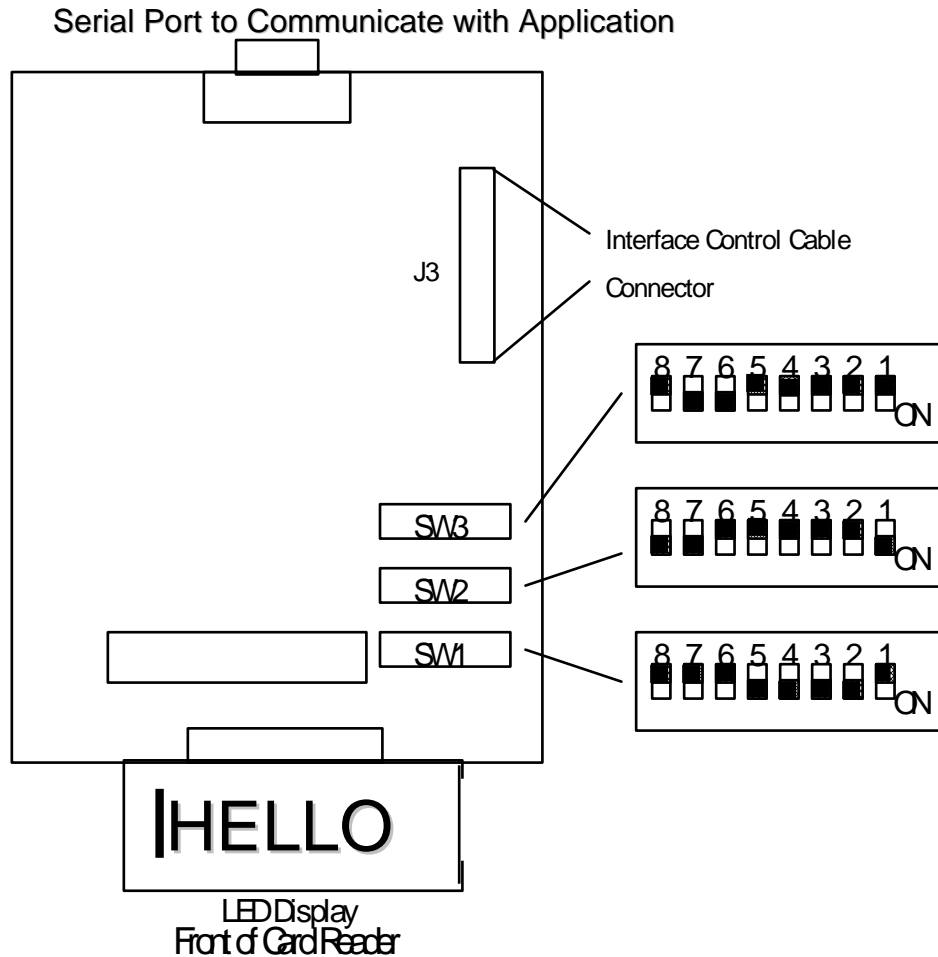 Serial Port to Communicate with Application
Interface Control Cable
J3
Connector
8 7 6 5 4 3 2 1
ON
SW3
8 7 6 5 4 3 2 1
ON
SW2
8 7 6 5 4 3 2 1
SW1
ON
HELLO
LED Display
Front of Card Reader